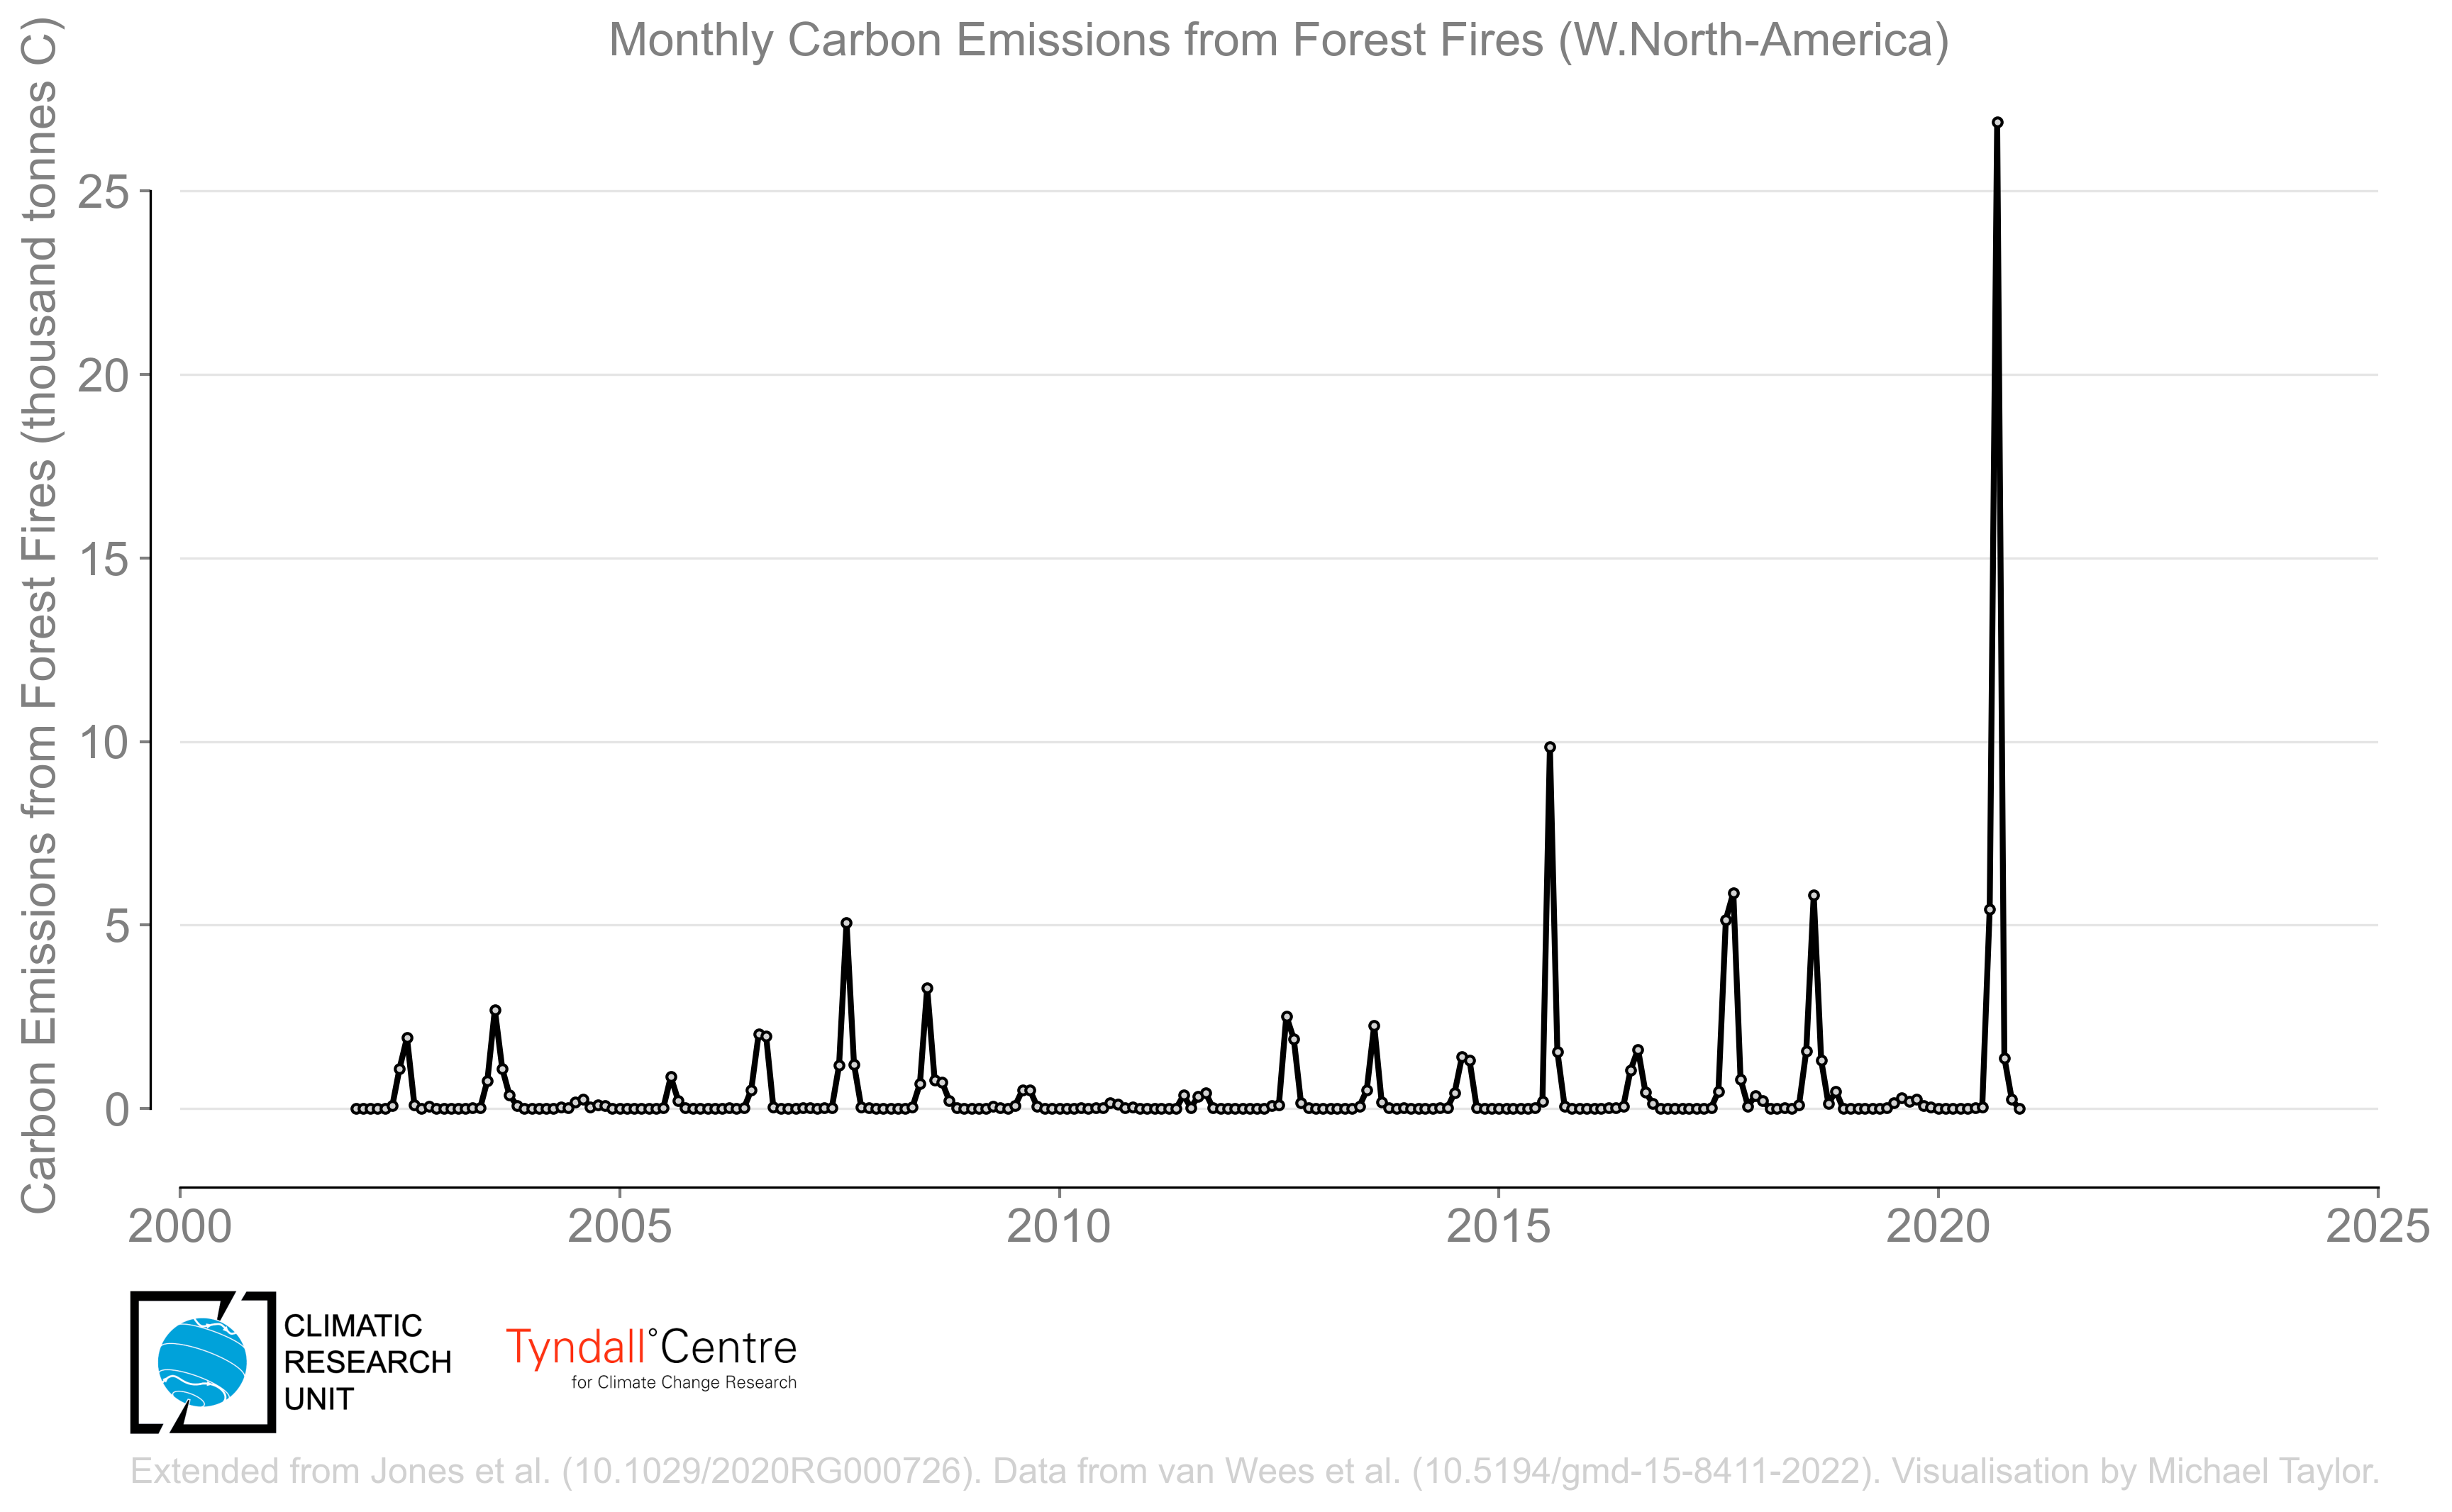 Monthly Carbon Emissions from Forest Fires (W.North-America)
Carbon Emissions from Forest Fires (thousand tonnes C)
25
20
15
10
5
0
2000
2005
2010
2015
2020
2025
CLIMATIC
RESEARCH
UNIT
Tyndall°Centre
for Climate Change Research
Extended from Jones et al. (10.1029/2020RG000726). Data from van Wees et al. (10.5194/gmd-15-8411-2022). Visualisation by Michael Taylor.